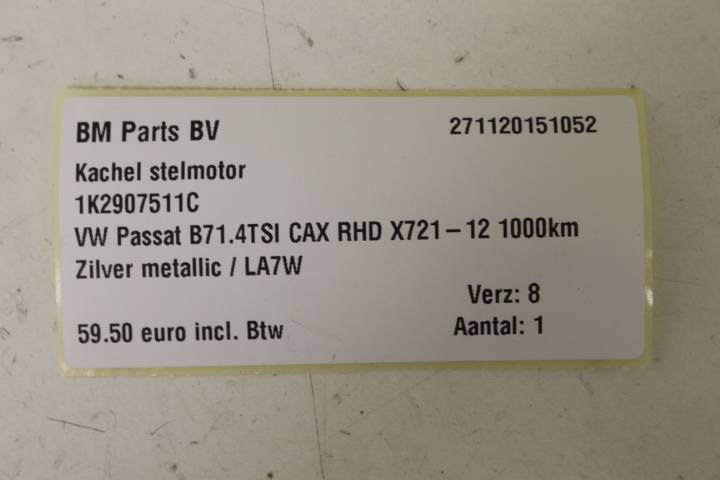 BM Parts BV 271120151052
Kachel stelmotor
1K2907511C
VW Passat B71.4TSI CAX RHD X721-12 1000km
Zilver metallic / LA7W
Verz: 8
59.50 euro incl. Btw Aantal: 1